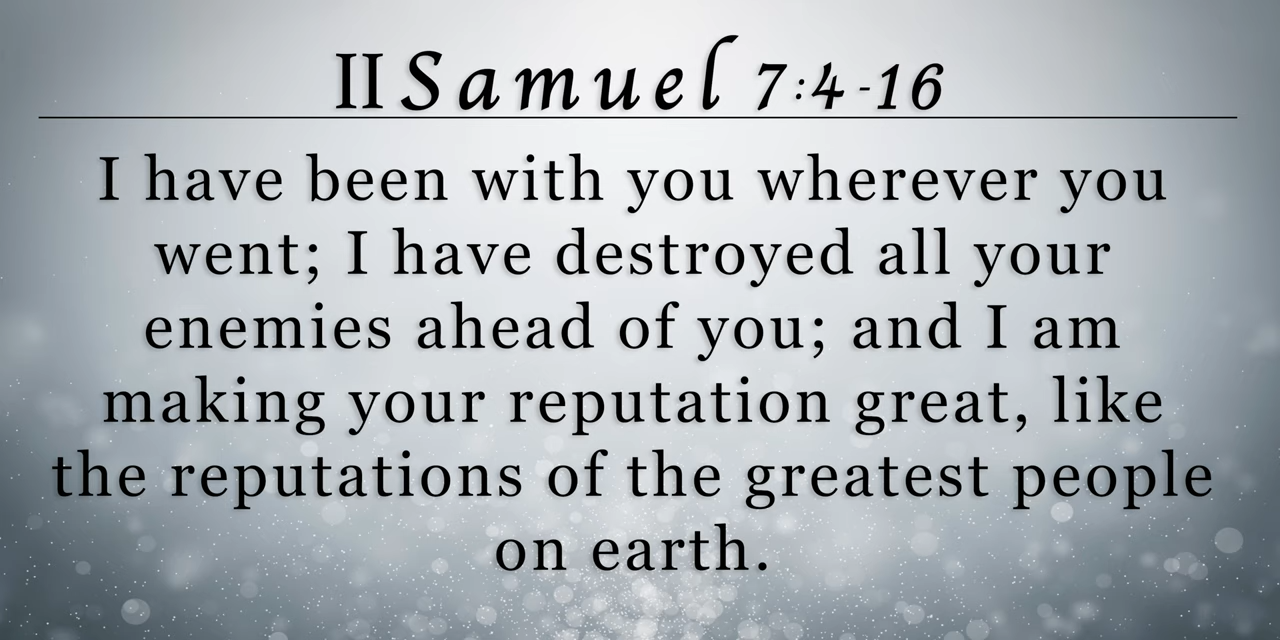 II Samuel 7:4-16
I have been with you wherever you
went; I have destroyed all your
enemies ahead of you; and I am
making your reputation great, like
the reputations of the greatest people
on earth.